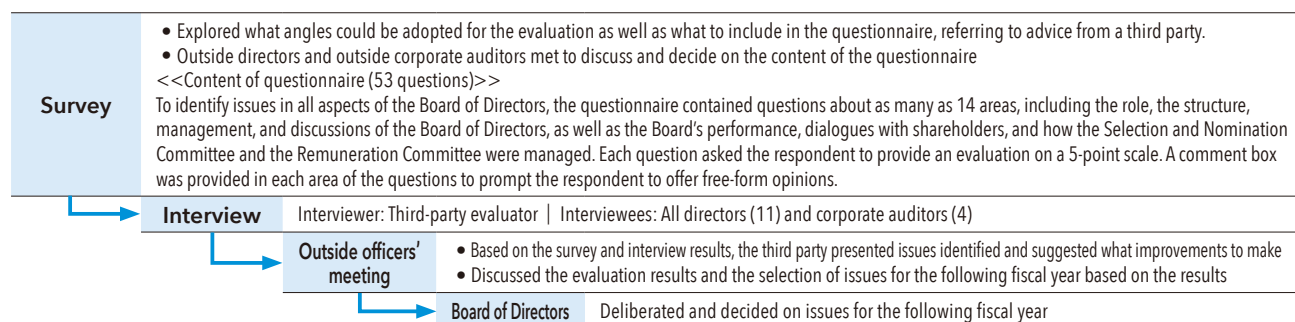 • Explored what angles could be adopted for the evaluation as well as what to include in the questionnaire, referring to advice from a third party.
• Outside directors and outside corporate auditors met to discuss and decide on the content of the questionnaire
<<Content of questionnaire (53 questions)>>
Survey
To identify issues in all aspects of the Board of Directors, the questionnaire contained questions about as many as 14 areas, including the role, the structure,
management, and discussions of the Board of Directors, as well as the Board's performance, dialogues with shareholders, and how the Selection and Nomination
Committee and the Remuneration Committee were managed. Each question asked the respondent to provide an evaluation on a 5-point scale. A comment box
was provided in each area of the questions to prompt the respondent to offer free-form opinions.
Interview
Interviewer: Third-party evaluator | Interviewees: All directors (11) and corporate auditors (4)
Outside officers'
meeting
• Based on the survey and interview results, the third party presented issues identified and suggested what improvements to make
• Discussed the evaluation results and the selection of issues for the following fiscal year based on the results
Board of Directors
Deliberated and decided on issues for the following fiscal year